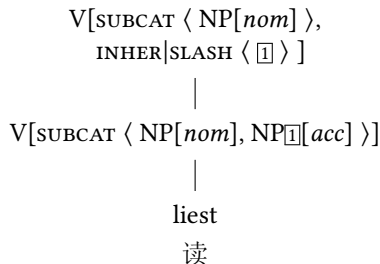 V[SUBCAT ⟨ NP[nom] ⟩,
INHER|SLASH ⟨ 1 ⟩ ]
V[SUBCAT ⟨ NP[nom], NP1[acc] ⟩]
liest
读